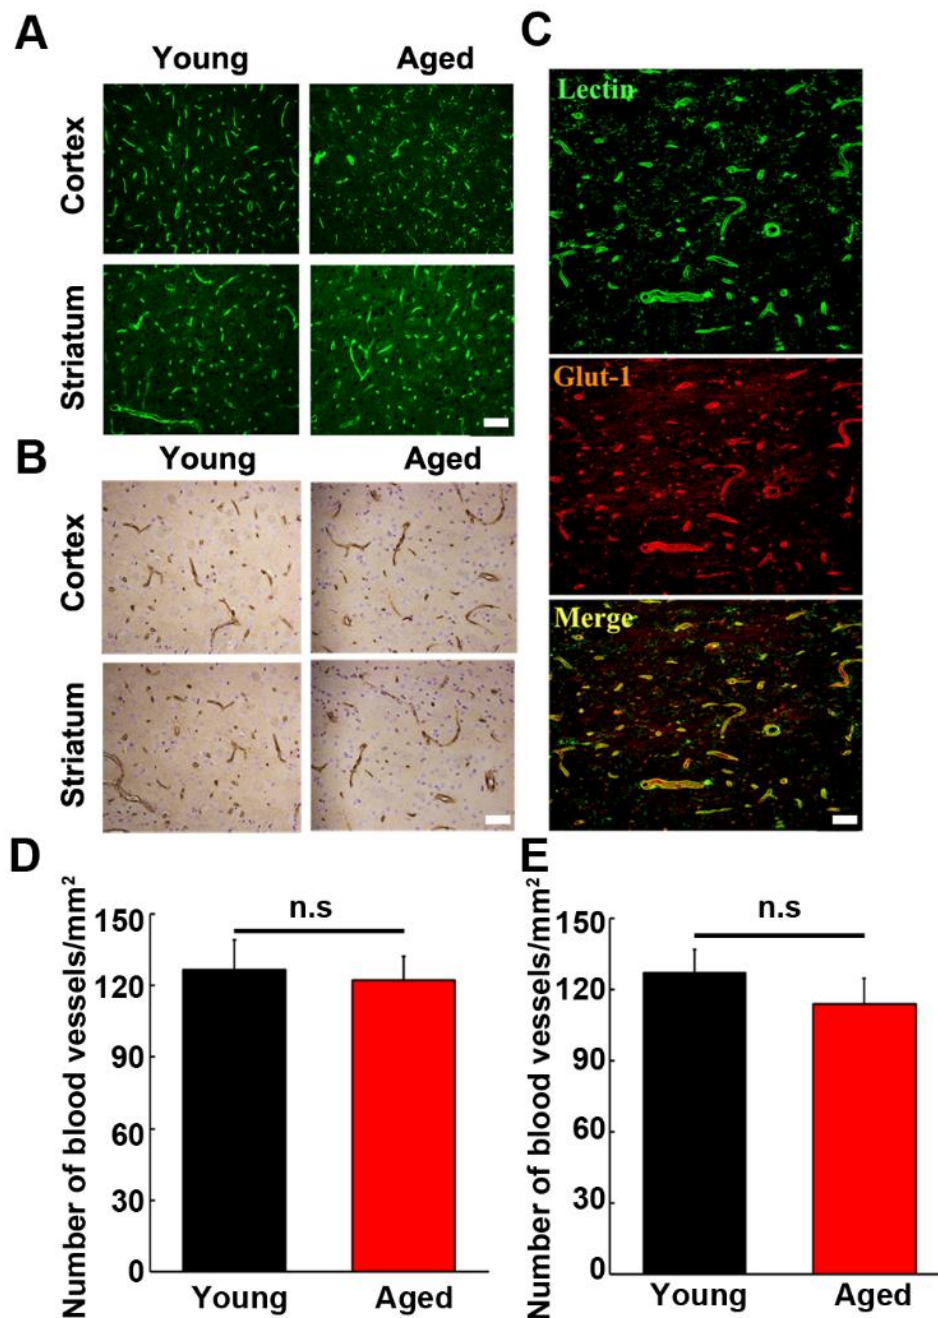 A
Young Aged
Cortex
Striatum
B
Young Aged
Cortex
Striatum
C
Lectin
Glut-1
Merge
D
Number of blood vessels/mm²
150
120
90
60
30
0
n.s
Young Aged
E
Number of blood vessels/mm²
150
120
90
60
30
0
n.s
Young Aged